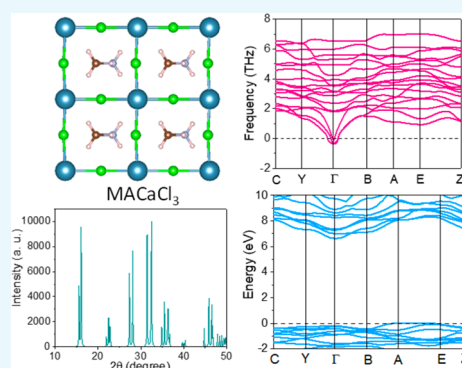 MACaCl3
Intensity (a. u.)
10000
8000
6000
4000
2000
0
10 20 30 40 50
2θ (degree)
Frequency (THz)
8
6
4
2
0
-2
C Y Γ B A E Z
Energy (eV)
10
8
6
4
2
0
-2
C Y Γ B A E